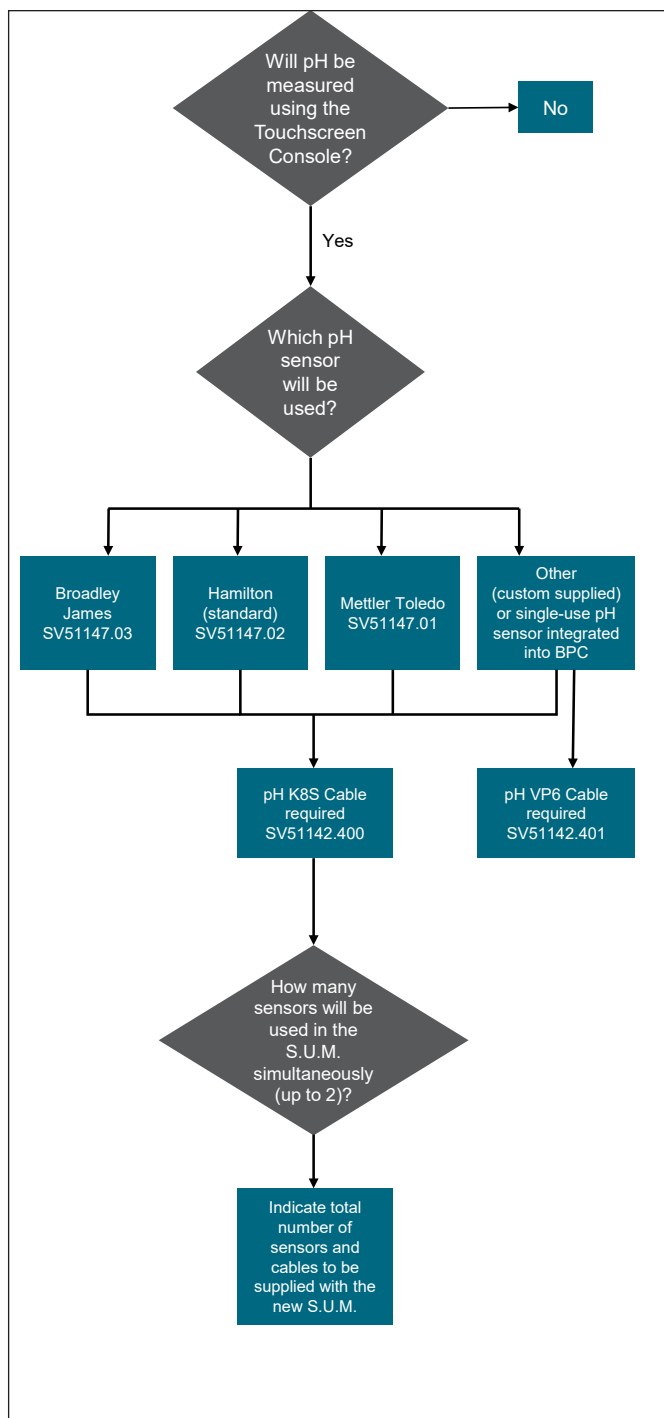 Will pH be
measured
using the
Touchscreen
Console?
No
Yes
Which pH
sensor
will be
used?
Broadley
James
SV51147.03
Hamilton
(standard)
SV51147.02
Mettler Toledo
SV51147.01
Other
(custom supplied)
or single-use pH
sensor integrated
into BPC
pH K8S Cable
required
SV51142.400
pH VP6 Cable
required
SV51142.401
How many
sensors will be
used in the
S.U.M.
simultaneously
(up to 2)?
Indicate total
number of
sensors and
cables to be
supplied with the
new S.U.M.